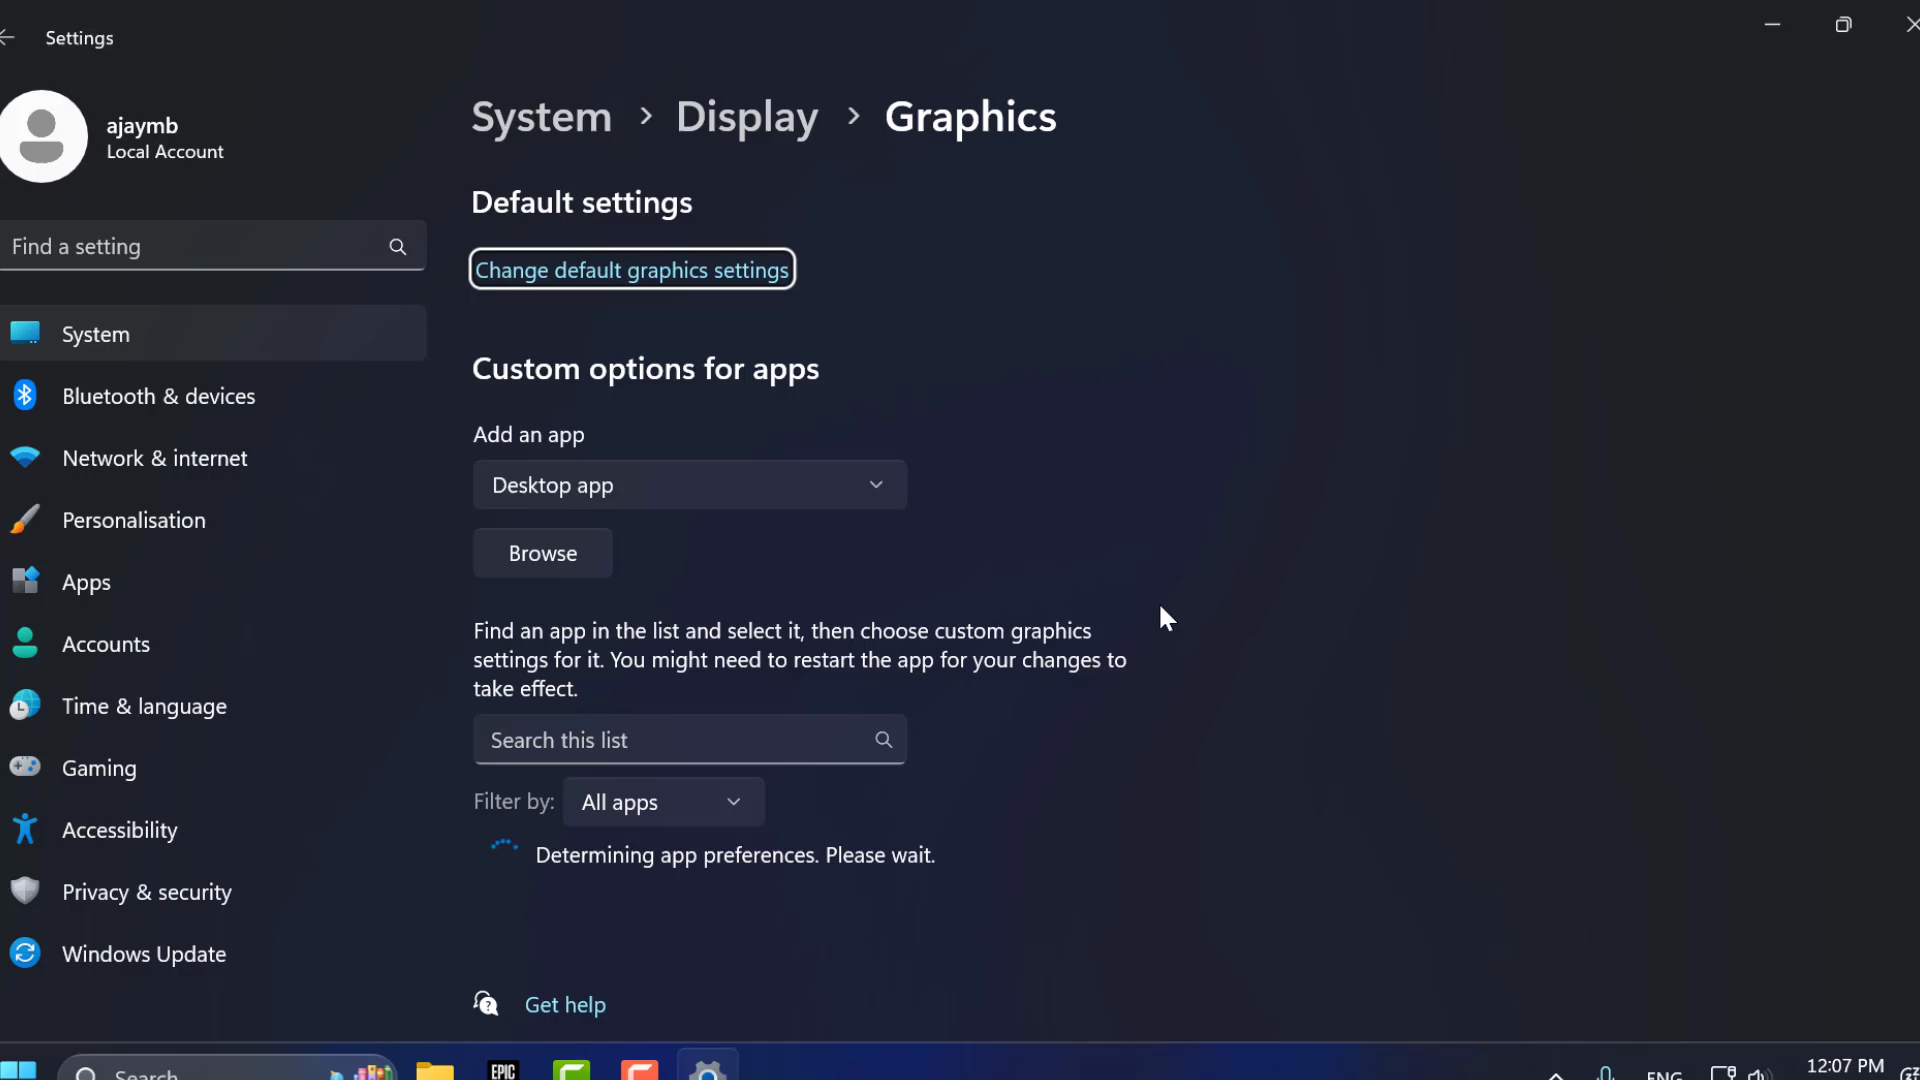 Settings
ajaymb
Local Account
Find a setting
System
Bluetooth & devices
Network & internet
Personalisation
Apps
Accounts
Time & language
Gaming
Accessibility
Privacy & security
Windows Update
System > Display > Graphics
Default settings
Change default graphics settings
Custom options for apps
Add an app
Desktop app
Browse
Find an app in the list and select it, then choose custom graphics
settings for it. You might need to restart the app for your changes to
take effect.
Search this list
Filter by: All apps
Determining app preferences. Please wait.
Get help
Search
EPIC
ENG
12:07 PM